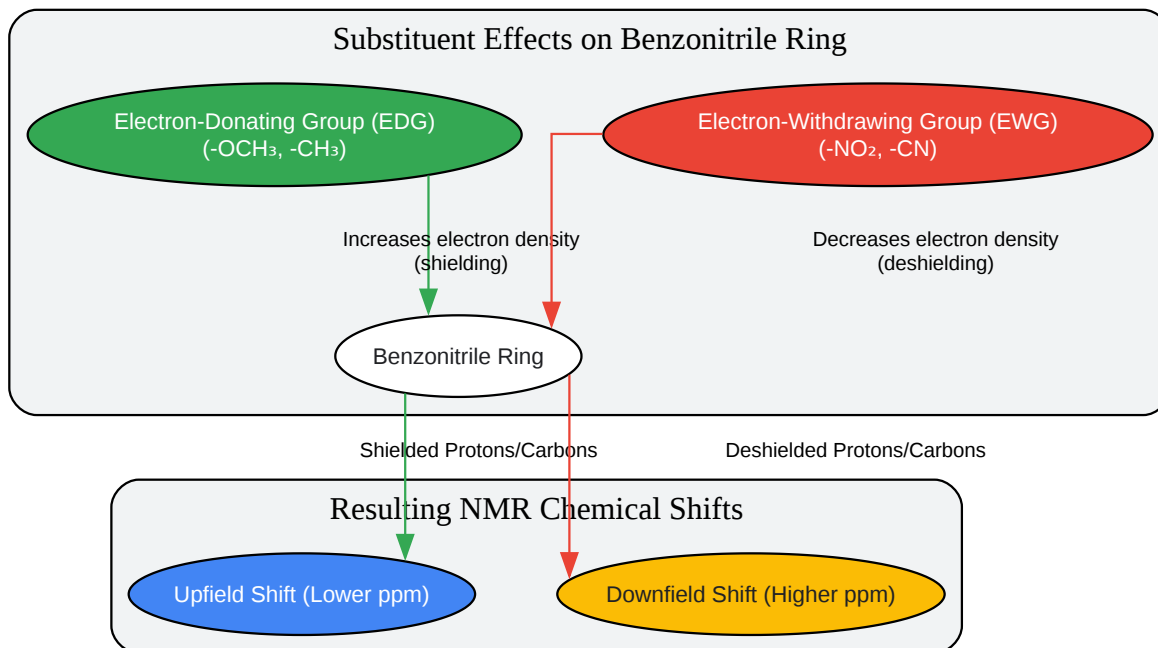 Substituent Effects on Benzonitrile Ring
Electron-Donating Group (EDG)
(-OCH₃, -CH₃)
Electron-Withdrawing Group (EWG)
(-NO₂, -CN)
Increases electron density
(shielding)
Decreases electron density
(deshielding)
Benzonitrile Ring
Shielded Protons/Carbons
Deshielded Protons/Carbons
Resulting NMR Chemical Shifts
Upfield Shift (Lower ppm)
Downfield Shift (Higher ppm)